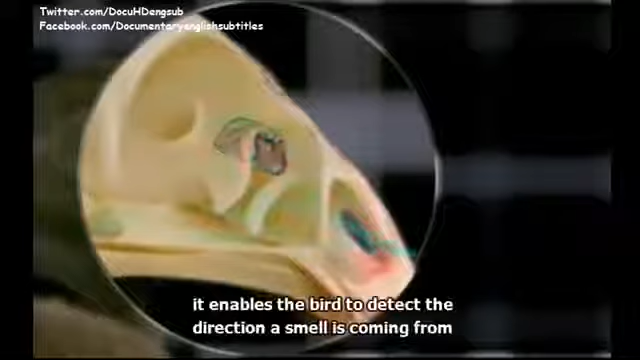 Twitter.com/DocuHDengsub
Facebook.com/Documentaryenglishsubtitles
it enables the bird to detect the
direction a smell is coming from